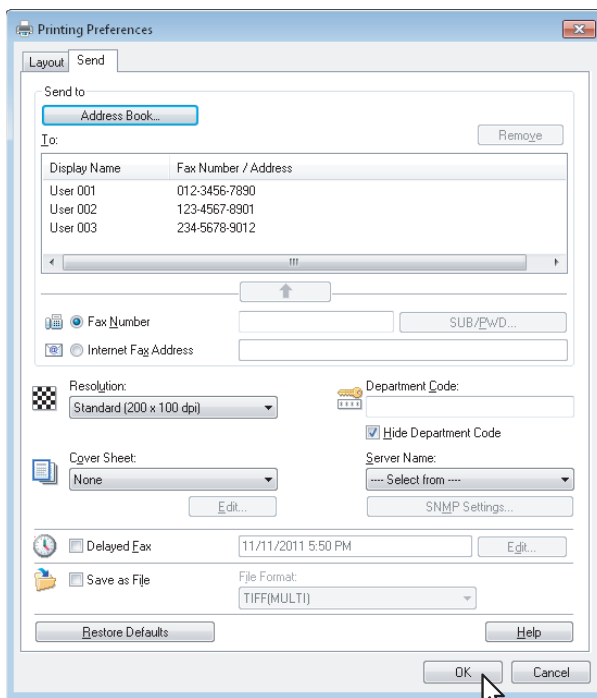 Printing Preferences
Layout Send
Send to
Address Book...
To:
Remove
Display Name Fax Number / Address
User 001 012-3456-7890
User 002 123-4567-8901
User 003 234-5678-9012
Fax Number
SUB/PWD...
Internet Fax Address
Resolution:
Standard (200 x 100 dpi)
Department Code:
Hide Department Code
Cover Sheet:
None
Edit...
Server Name:
---- Select from ----
SNMP Settings...
Delayed Fax 11/11/2011 5:50 PM Edit...
Save as File
File Format:
TIFF(MULTI)
Restore Defaults Help
OK Cancel